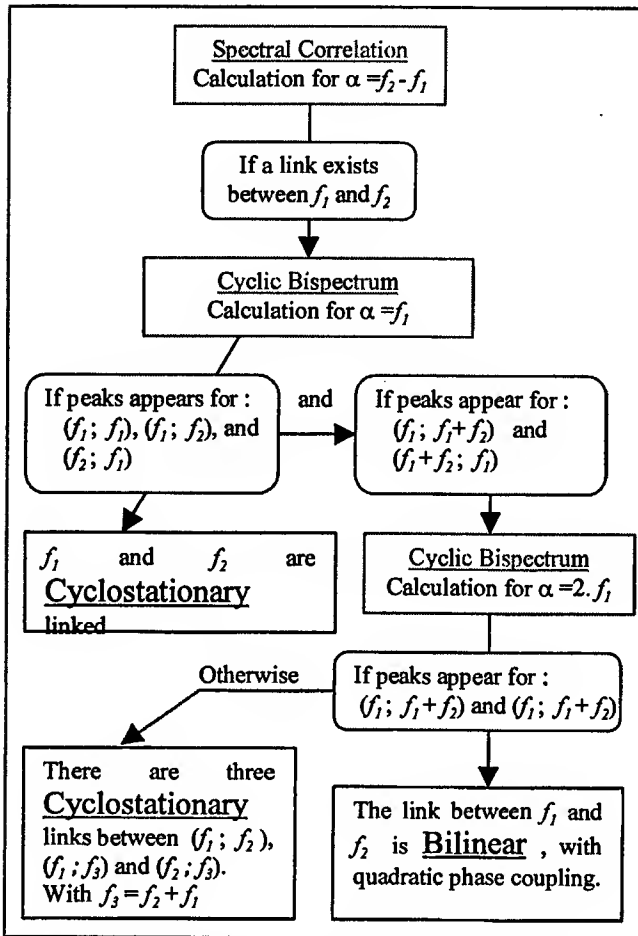 Spectral Correlation
Calculation for α =f₂- f₁
If a link exists
between f₁ and f₂
Cyclic Bispectrum
Calculation for α =f₁
If peaks appears for :
(f₁ ; f₁), (f₁ ; f₂), and
(f₂ ; f₁)
and
If peaks appear for :
(f₁ ; f₁+f₂) and
(f₁+f₂ ; f₁)
f₁ and f₂ are
Cyclostationary
linked
Cyclic Bispectrum
Calculation for α =2. f₁
Otherwise
If peaks appear for :
(f₁ ; f₁+f₂) and (f₁ ; f₁+f₂)
There are three
Cyclostationary
links between (f₁ ; f₂),
(f₁ ; f₃) and (f₂ ; f₃).
With f₃ = f₂ + f₁
The link between f₁ and
f₂ is Bilinear , with
quadratic phase coupling.